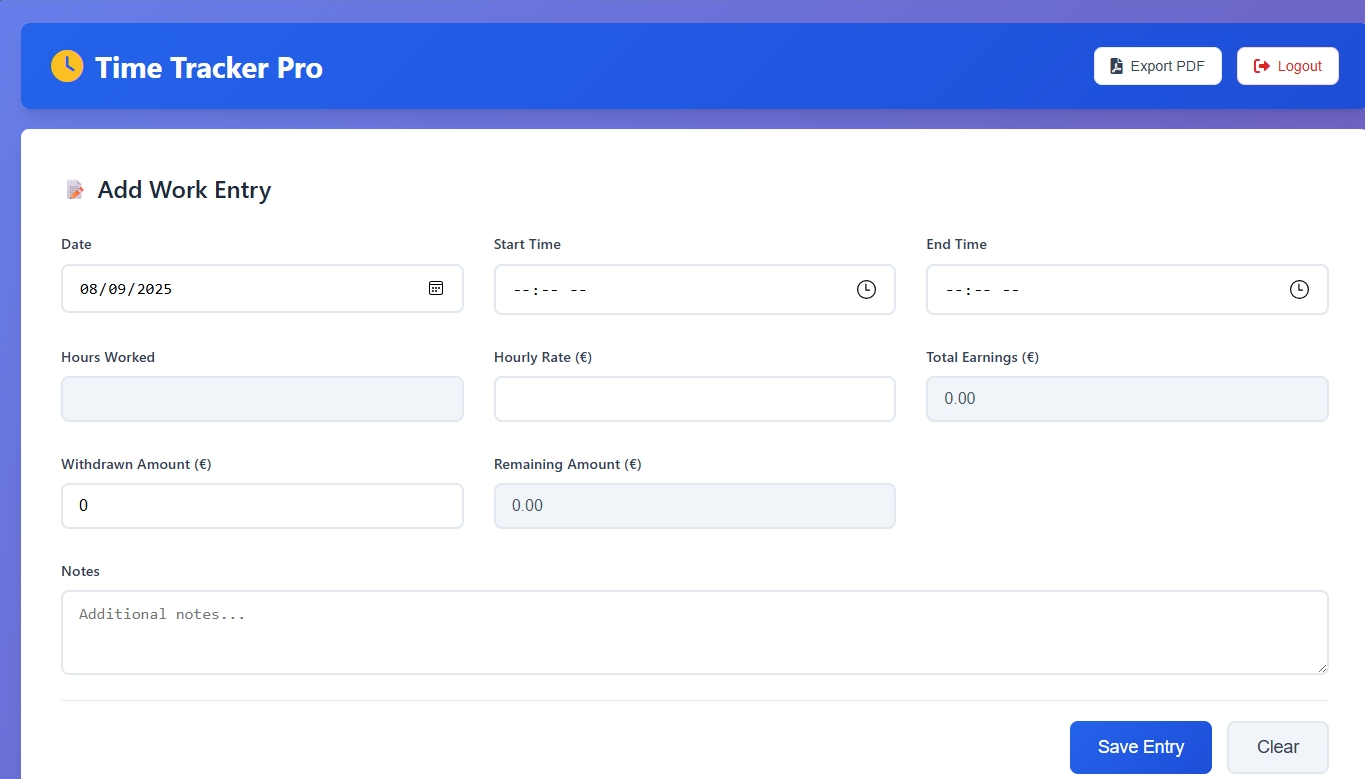 Time Tracker Pro
Export PDF
Logout
Add Work Entry
Date
Start Time
End Time
08/09/2025
--:-- --
--:-- --
Hours Worked
Hourly Rate (€)
Total Earnings (€)
0.00
Withdrawn Amount (€)
Remaining Amount (€)
0
0.00
Notes
Additional notes...
Save Entry
Clear